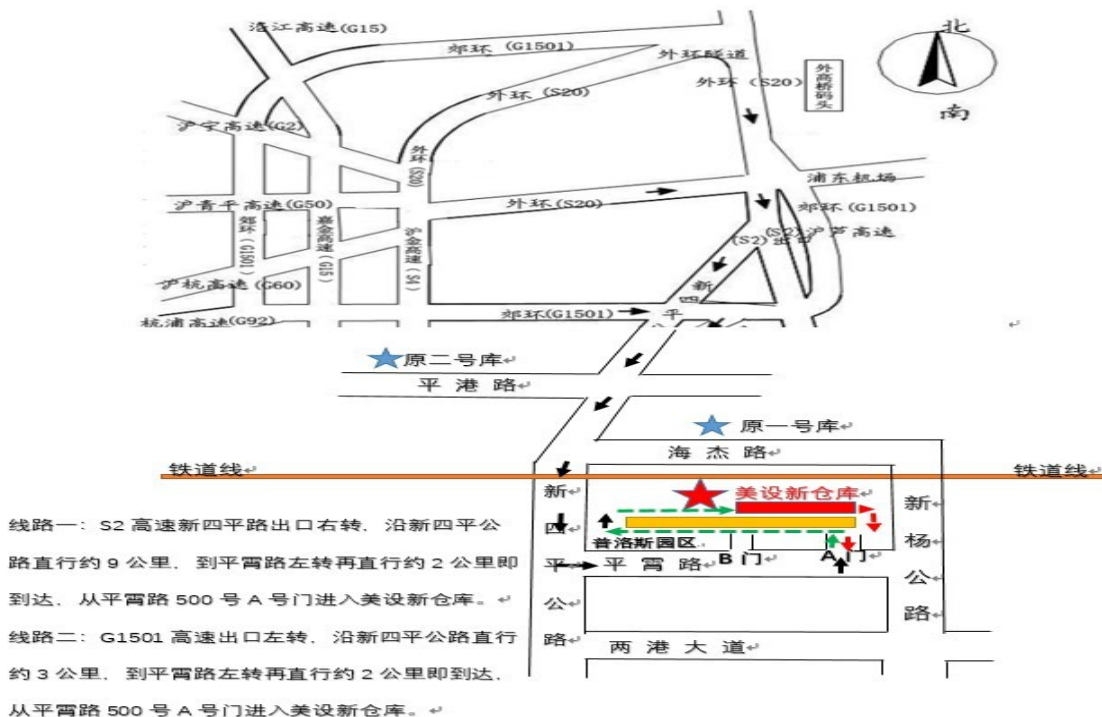 沿江高速(G15)
北
郊环(G1501)
外环隧道
外环(S20)
外高桥码头
外环(S20)
南
沪宁高速(G2)
外环(S20)
浦东机场
沪青平高速(G50)
外环(S20)
郊环(G1501)
郊环(G1501)
嘉金高速(G15)
沪金高速(S4)
(S2)沪芦高速
(S2)出口
沪杭高速(G60)
新四平
杭浦高速(G92)
郊环(G1501)
原二号库
平港路
原一号库
海杰路
铁道线
铁道线
美设新仓库
新四平公路
新杨公路
普洛斯园区
B门
A门
平霄路
两港大道
线路一：S2 高速新四平路出口右转，沿新四平公
路直行约 9 公里，到平霄路左转再直行约 2 公里即
到达，从平霄路 500 号 A 号门进入美设新仓库。
线路二：G1501 高速出口左转，沿新四平公路直行
约 3 公里，到平霄路左转再直行约 2 公里即到达，
从平霄路 500 号 A 号门进入美设新仓库。